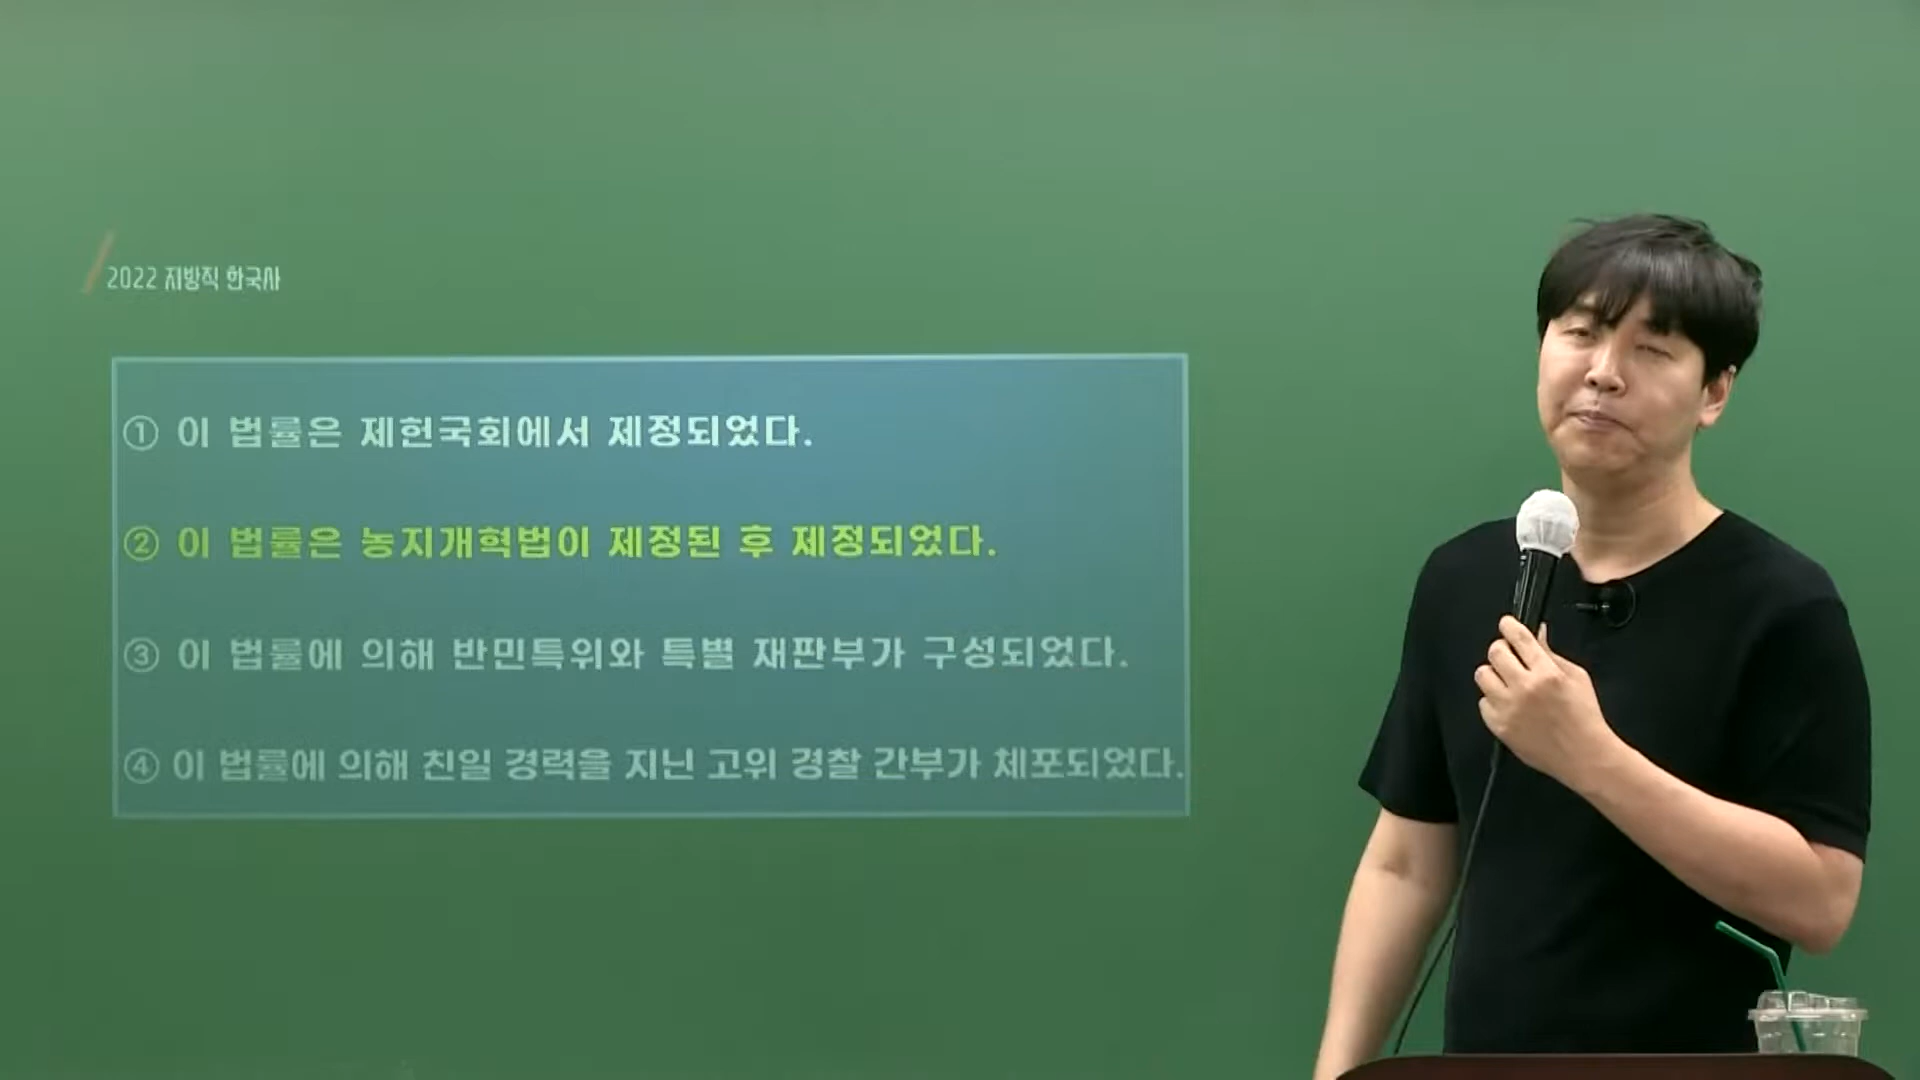 2022 지방직 한국사
① 이 법률은 제헌국회에서 제정되었다.
② 이 법률은 농지개혁법이 제정된 후 제정되었다.
③ 이 법률에 의해 반민특위와 특별 재판부가 구성되었다.
④ 이 법률에 의해 친일 경력을 지닌 고위 경찰 간부가 체포되었다.